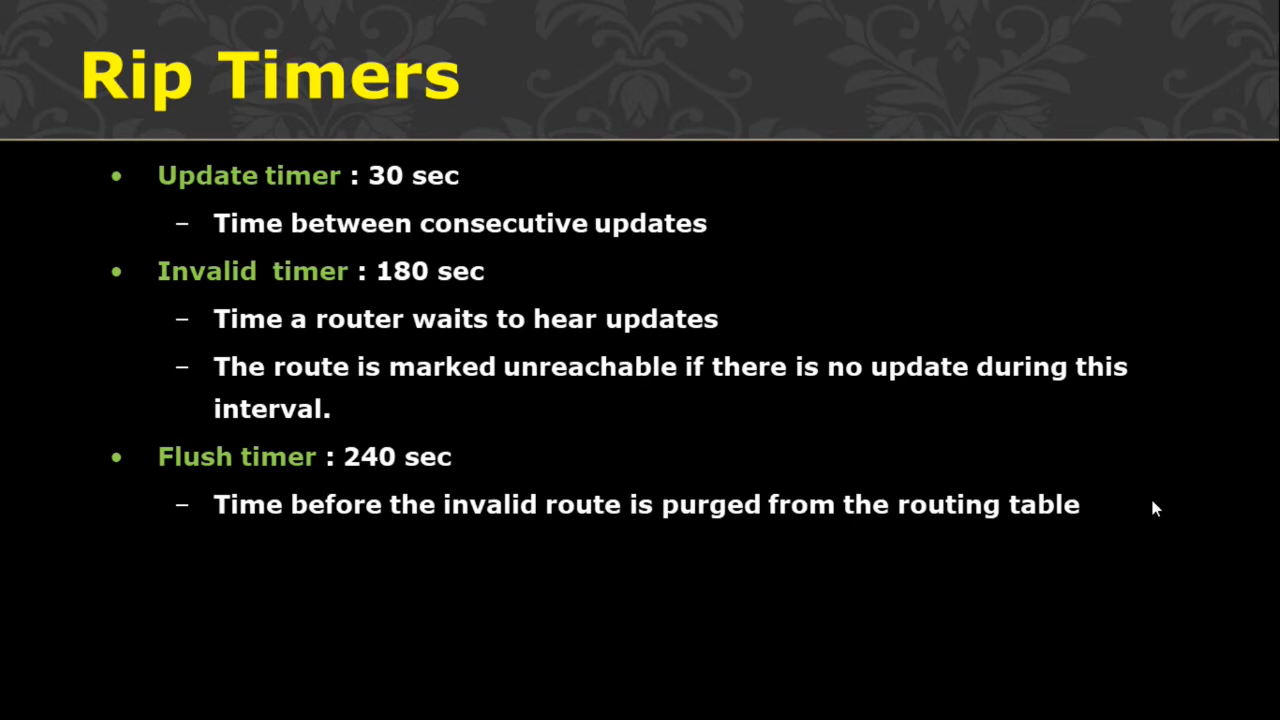 Rip Timers
• Update timer : 30 sec
– Time between consecutive updates
• Invalid  timer : 180 sec
– Time a router waits to hear updates
– The route is marked unreachable if there is no update during this
interval.
• Flush timer : 240 sec
– Time before the invalid route is purged from the routing table